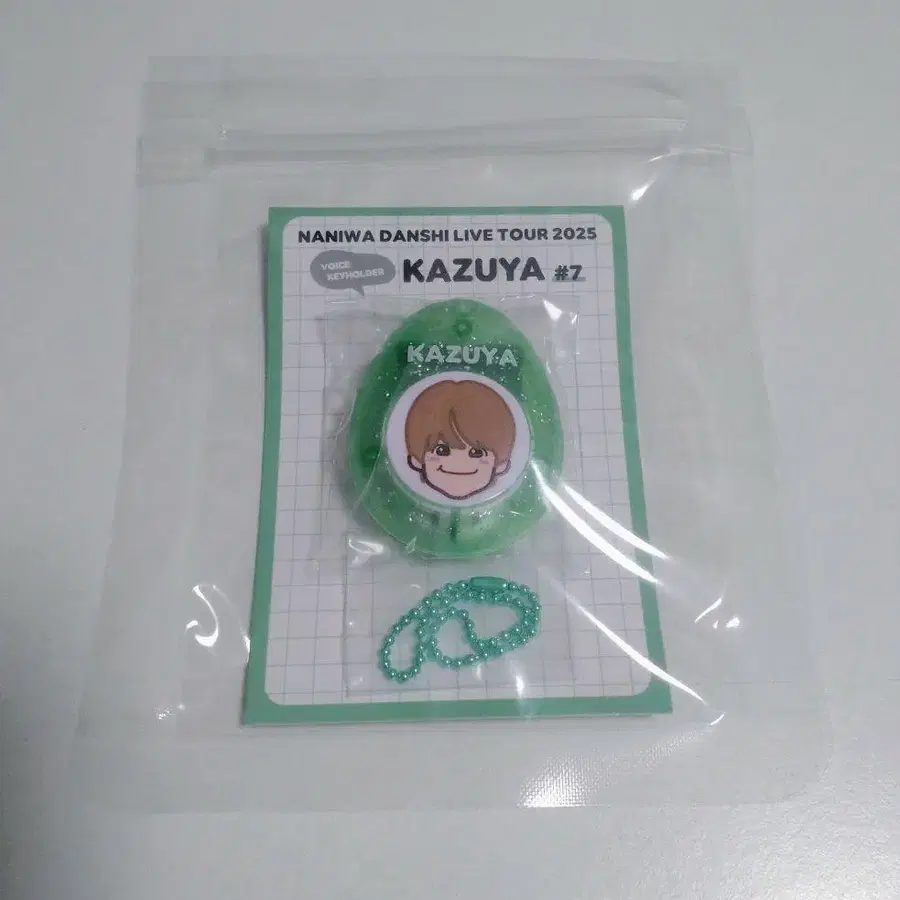 NANIWA DANSHI LIVE TOUR 2025
VOICE
KEYHOLDER
KAZUYA #7
KAZUYA